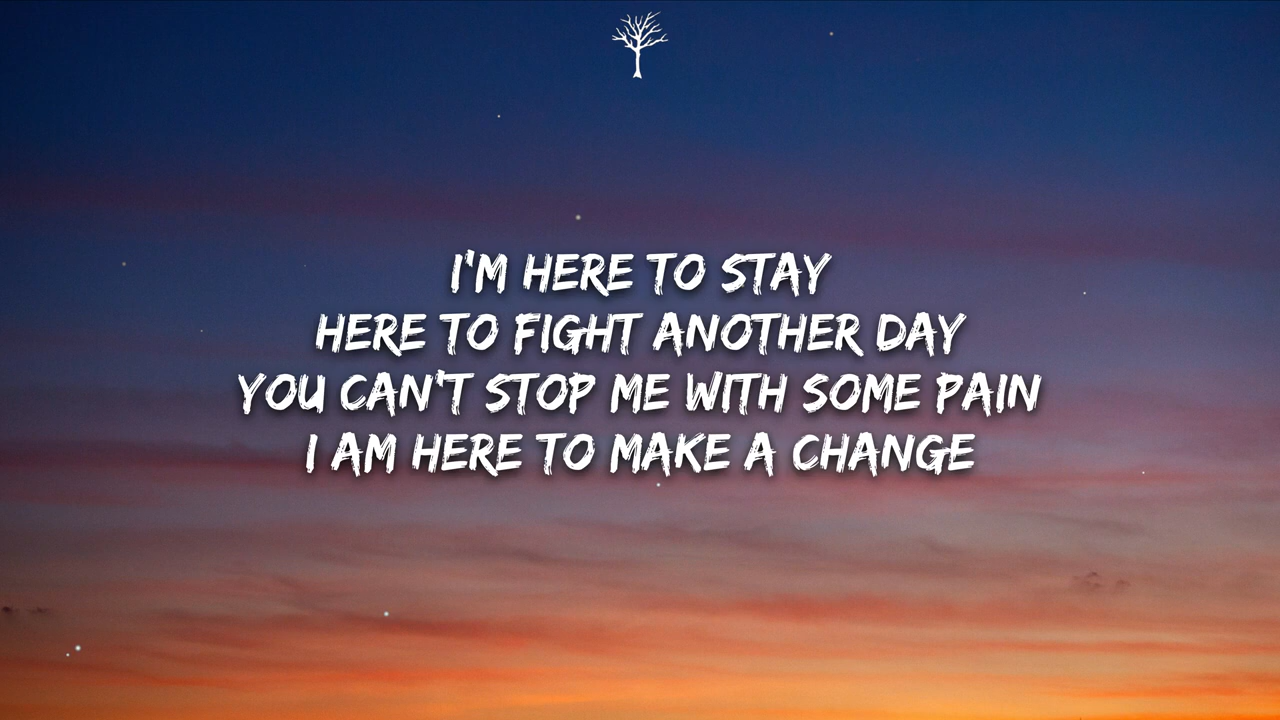 I'M HERE TO STAY
HERE TO FIGHT ANOTHER DAY
YOU CAN'T STOP ME WITH SOME PAIN
I AM HERE TO MAKE A CHANGE